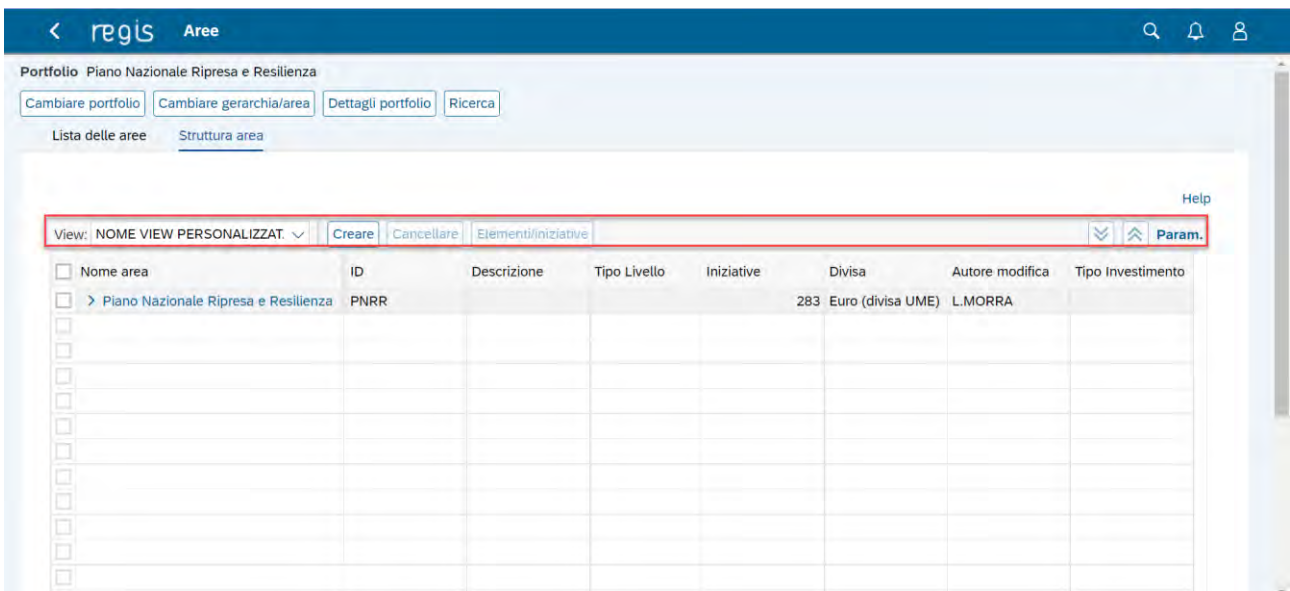 regis Aree
Portfolio Piano Nazionale Ripresa e Resilienza
Cambiare portfolio Cambiare gerarchia/area Dettagli portfolio Ricerca
Lista delle aree Struttura area
Help
View: NOME VIEW PERSONALIZZAT. Creare Cancellare Elementi/iniziative Param.
Nome area ID Descrizione Tipo Livello Iniziative Divisa Autore modifica Tipo Investimento
Piano Nazionale Ripresa e Resilienza PNRR 283 Euro (divisa UME) L.MORRA